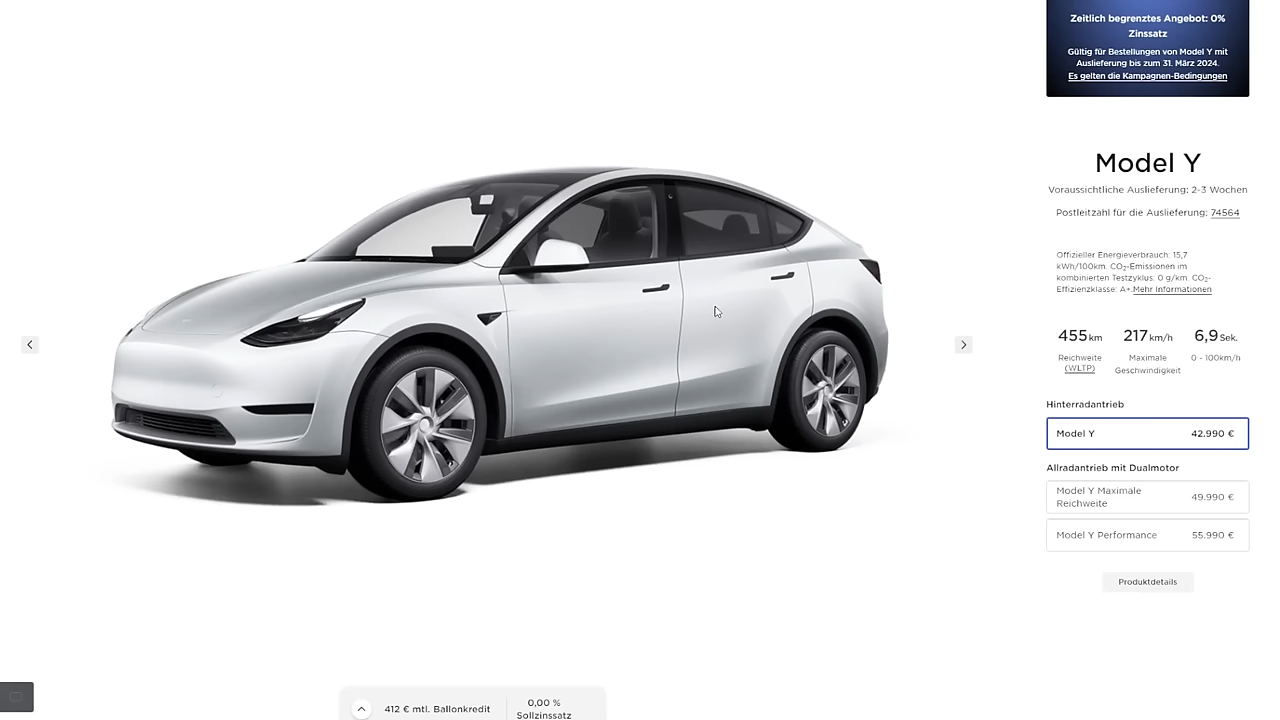 Zeitlich begrenztes Angebot: 0%
Zinssatz
Gültig für Bestellungen von Model Y mit
Auslieferung bis zum 31. März 2024.
Es gelten die Kampagnen-Bedingungen
Model Y
Voraussichtliche Auslieferung: 2-3 Wochen
Postleitzahl für die Auslieferung: 74564
Offizieller Energieverbrauch: 15,7
kWh/100km. CO₂-Emissionen im
kombinierten Testzyklus: 0 g/km. CO₂-
Effizienzklasse: A+.Mehr Informationen
455 km 217 km/h 6,9 Sek.
Reichweite Maximale 0 - 100km/h
(WLTP) Geschwindigkeit
Hinterradantrieb
Model Y 42.990 €
Allradantrieb mit Dualmotor
Model Y Maximale
Reichweite 49.990 €
Model Y Performance 55.990 €
Produktdetails
412 € mtl. Ballonkredit 0,00 %
Sollzinssatz